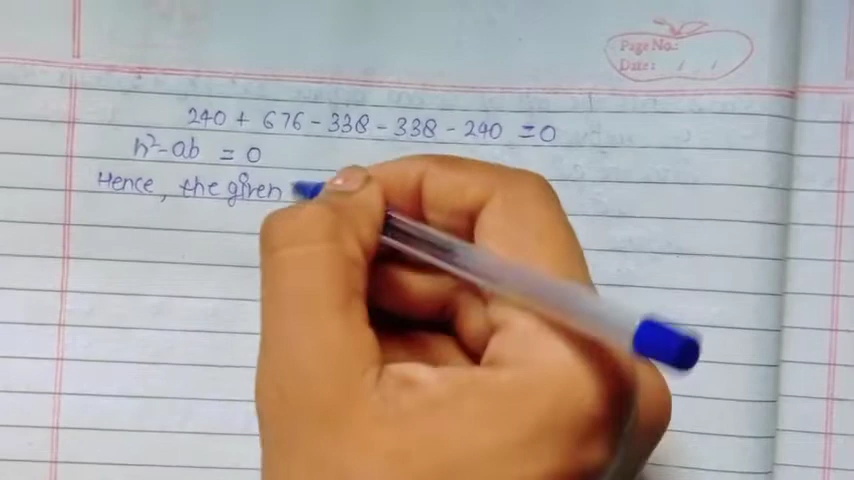 Page No.:
Date: / /
240 + 676 - 338 - 338 - 240 = 0
h²-ab = 0
Hence, the given